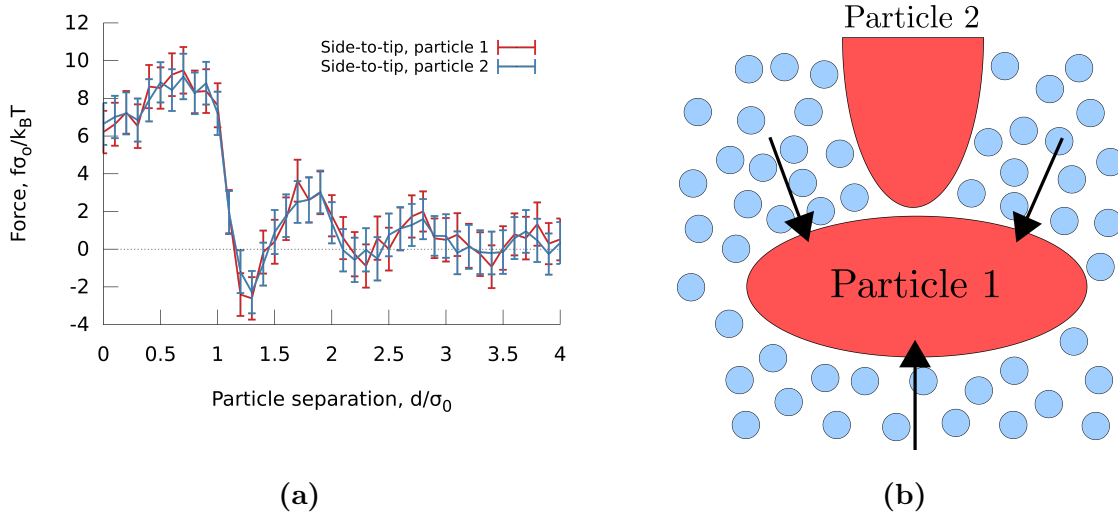 12
10
8
6
4
2
0
-2
-4
Force, fσ₀/k_BT
Side-to-tip, particle 1
Side-to-tip, particle 2
0
0.5
1
1.5
2
2.5
3
3.5
4
Particle separation, d/σ₀
(a)
Particle 2
Particle 1
(b)